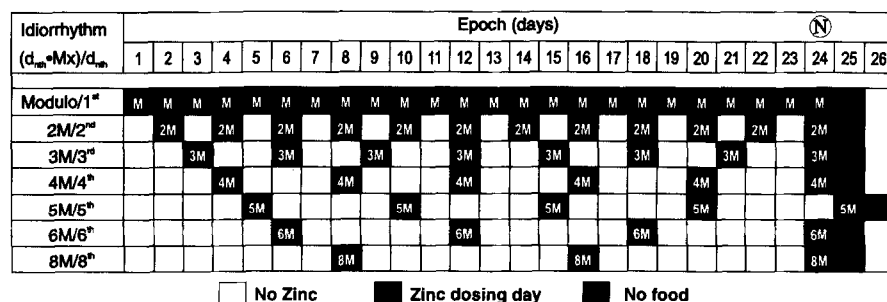 Idiorrhythm Epoch (days) N
(dnth•Mx)/dnth 1 2 3 4 5 6 7 8 9 10 11 12 13 14 15 16 17 18 19 20 21 22 23 24 25 26
Modulo/1st M M M M M M M M M M M M M M M M M M M M M M M M
2M/2nd 2M 2M 2M 2M 2M 2M 2M 2M 2M 2M 2M 2M
3M/3rd 3M 3M 3M 3M 3M 3M 3M 3M
4M/4th 4M 4M 4M 4M 4M 4M
5M/5th 5M 5M 5M 5M 5M
6M/6th 6M 6M 6M 6M
8M/8th 8M 8M 8M
No Zinc Zinc dosing day No food